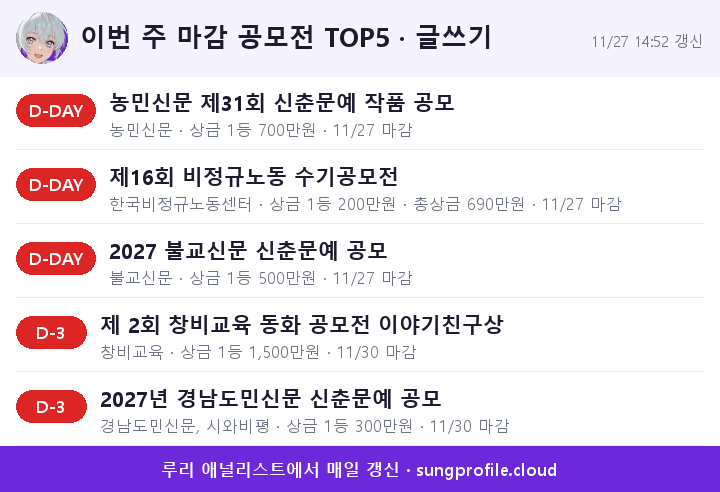 이번 주 마감 공모전 TOP5 · 글쓰기
11/27 14:52 갱신
D-DAY
농민신문 제31회 신춘문예 작품 공모
농민신문 · 상금 1등 700만원 · 11/27 마감
D-DAY
제16회 비정규노동 수기공모전
한국비정규노동센터 · 상금 1등 200만원 · 총상금 690만원 · 11/27 마감
D-DAY
2027 불교신문 신춘문예 공모
불교신문 · 상금 1등 500만원 · 11/27 마감
D-3
제 2회 창비교육 동화 공모전 이야기친구상
창비교육 · 상금 1등 1,500만원 · 11/30 마감
D-3
2027년 경남도민신문 신춘문예 공모
경남도민신문, 시와비평 · 상금 1등 300만원 · 11/30 마감
루리 애널리스트에서 매일 갱신 · sungprofile.cloud